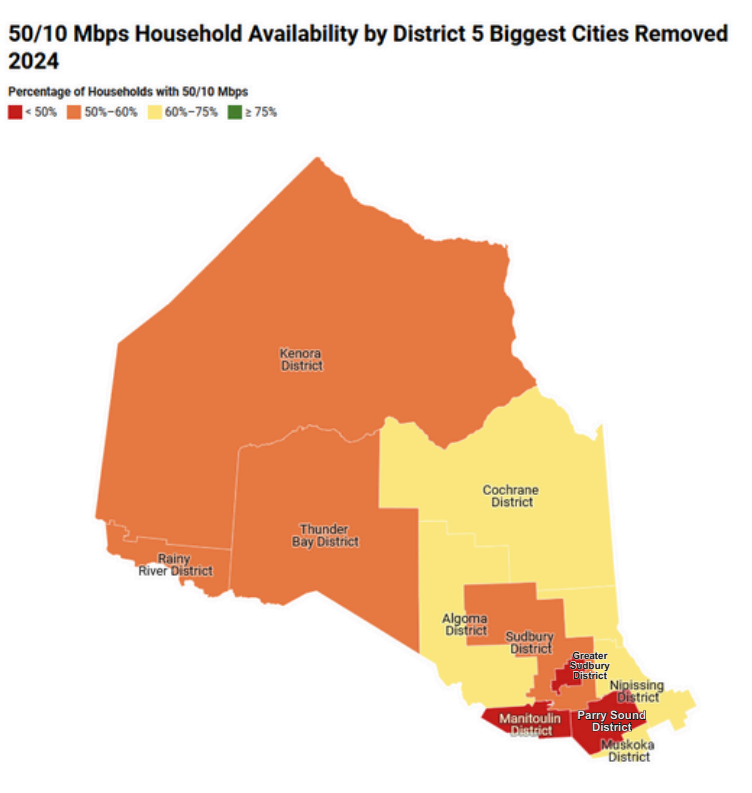 50/10 Mbps Household Availability by District 5 Biggest Cities Removed
2024
Percentage of Households with 50/10 Mbps
< 50% 50%–60% 60%–75% ≥ 75%
Kenora
District
Cochrane
District
Thunder
Bay District
Rainy
River District
Algoma
District
Sudbury
District
Greater
Sudbury
District
Nipissing
District
Manitoulin
District
Parry Sound
District
Muskoka
District